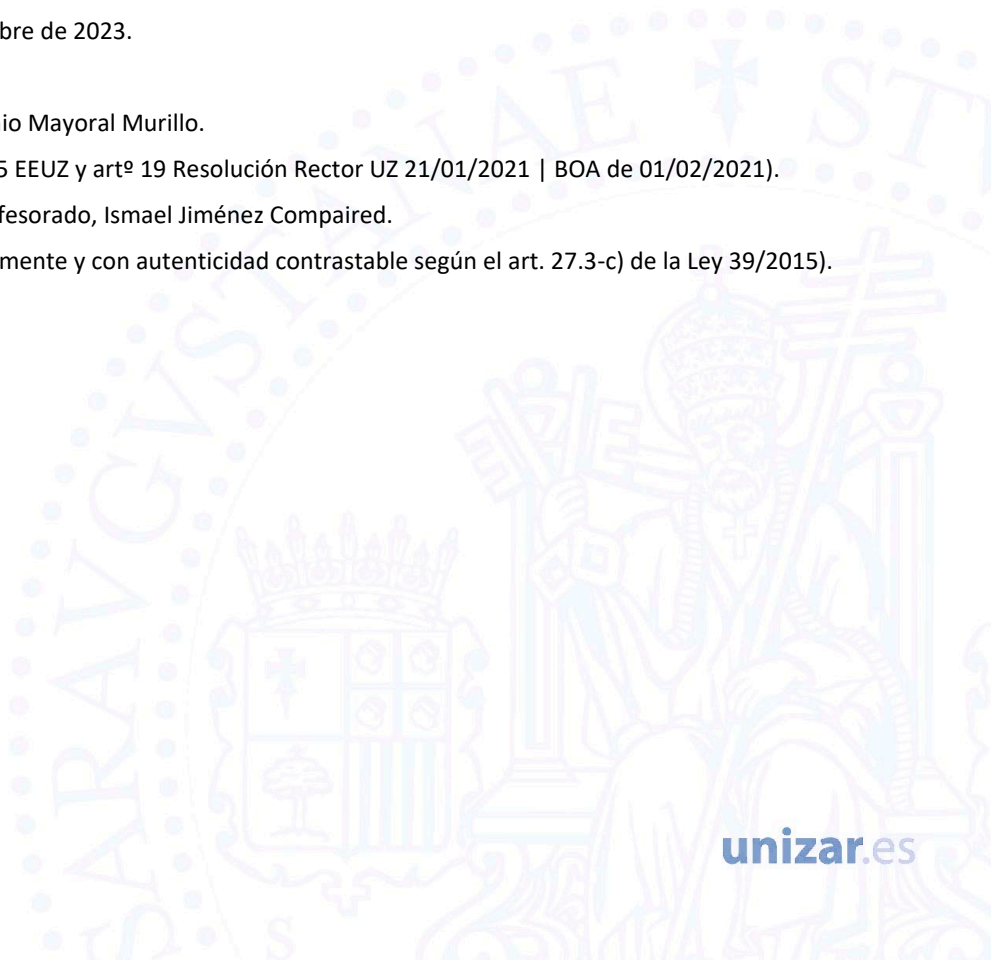 bre de 2023.
io Mayoral Murillo.
5 EEUZ y artº 19 Resolución Rector UZ 21/01/2021 | BOA de 01/02/2021).
fesorado, Ismael Jiménez Compaired.
mente y con autenticidad contrastable según el art. 27.3-c) de la Ley 39/2015).
SARAVGVSTANAE ST
S
unizar.es